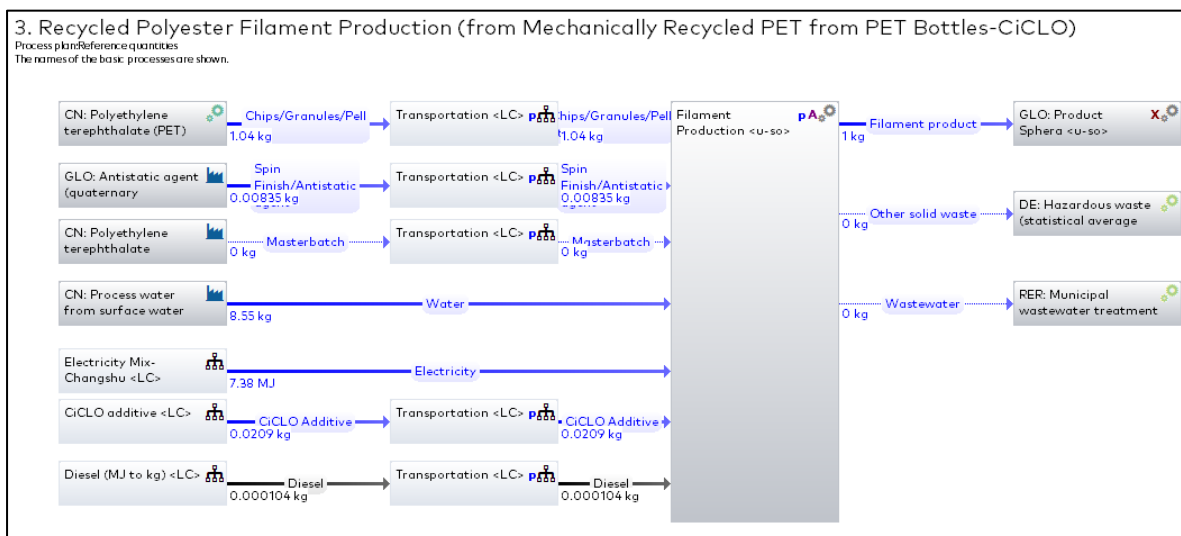 3. Recycled Polyester Filament Production (from Mechanically Recycled PET from PET Bottles-CiCLO)
Process plan:Reference quantities
The names of the basic processes are shown.
CN: Polyethylene
terephthalate (PET)
Chips/Granules/Pell
1.04 kg
Transportation <LC>
p
Chips/Granules/Pell
1.04 kg
Filament
Production <u-so>
pA
Filament product
1 kg
GLO: Product
Sphera <u-so>
X
GLO: Antistatic agent
(quaternary
Spin
Finish/Antistatic
agent
0.00835 kg
Transportation <LC>
p
Spin
Finish/Antistatic
agent
0.00835 kg
Other solid waste
0 kg
DE: Hazardous waste
(statistical average
CN: Polyethylene
terephthalate
Masterbatch
0 kg
Transportation <LC>
p
Masterbatch
0 kg
CN: Process water
from surface water
Water
8.55 kg
Wastewater
0 kg
RER: Municipal
wastewater treatment
Electricity Mix-
Changshu <LC>
Electricity
7.38 MJ
CiCLO additive <LC>
CiCLO Additive
0.0209 kg
Transportation <LC>
p
CiCLO Additive
0.0209 kg
Diesel (MJ to kg) <LC>
Diesel
0.000104 kg
Transportation <LC>
p
Diesel
0.000104 kg